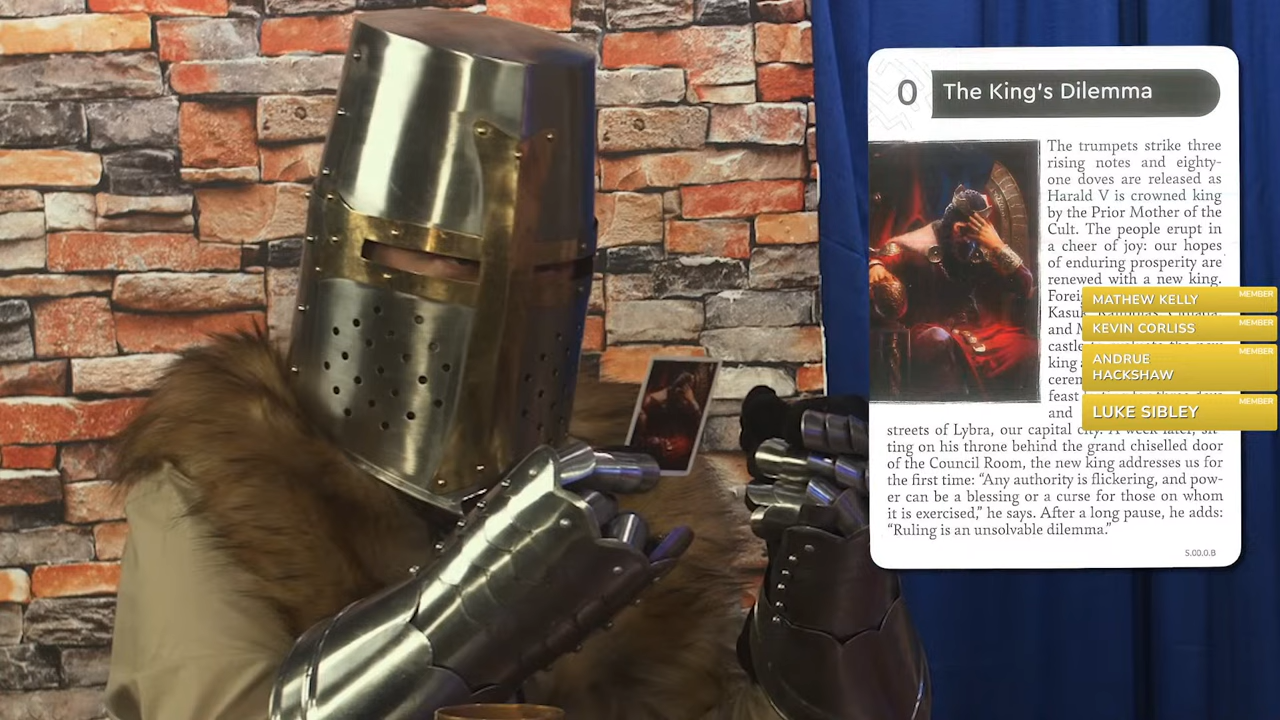 0 The King's Dilemma
The trumpets strike three
rising notes and eighty-
one doves are released as
Harald V is crowned king
by the Prior Mother of the
Cult. The people erupt in
a cheer of joy: our hopes
of enduring prosperity are
renewed with a new king.
MATHEW KELLY MEMBER
KEVIN CORLISS MEMBER
and
castle
ANDRUE MEMBER
HACKSHAW
king
feast
LUKE SIBLEY MEMBER
and
streets of Lybra, our capital city. A week later, sit-
ting on his throne behind the grand chiselled door
of the Council Room, the new king addresses us for
the first time: “Any authority is flickering, and pow-
er can be a blessing or a curse for those on whom
it is exercised,” he says. After a long pause, he adds:
“Ruling is an unsolvable dilemma.”
S.00.0.B